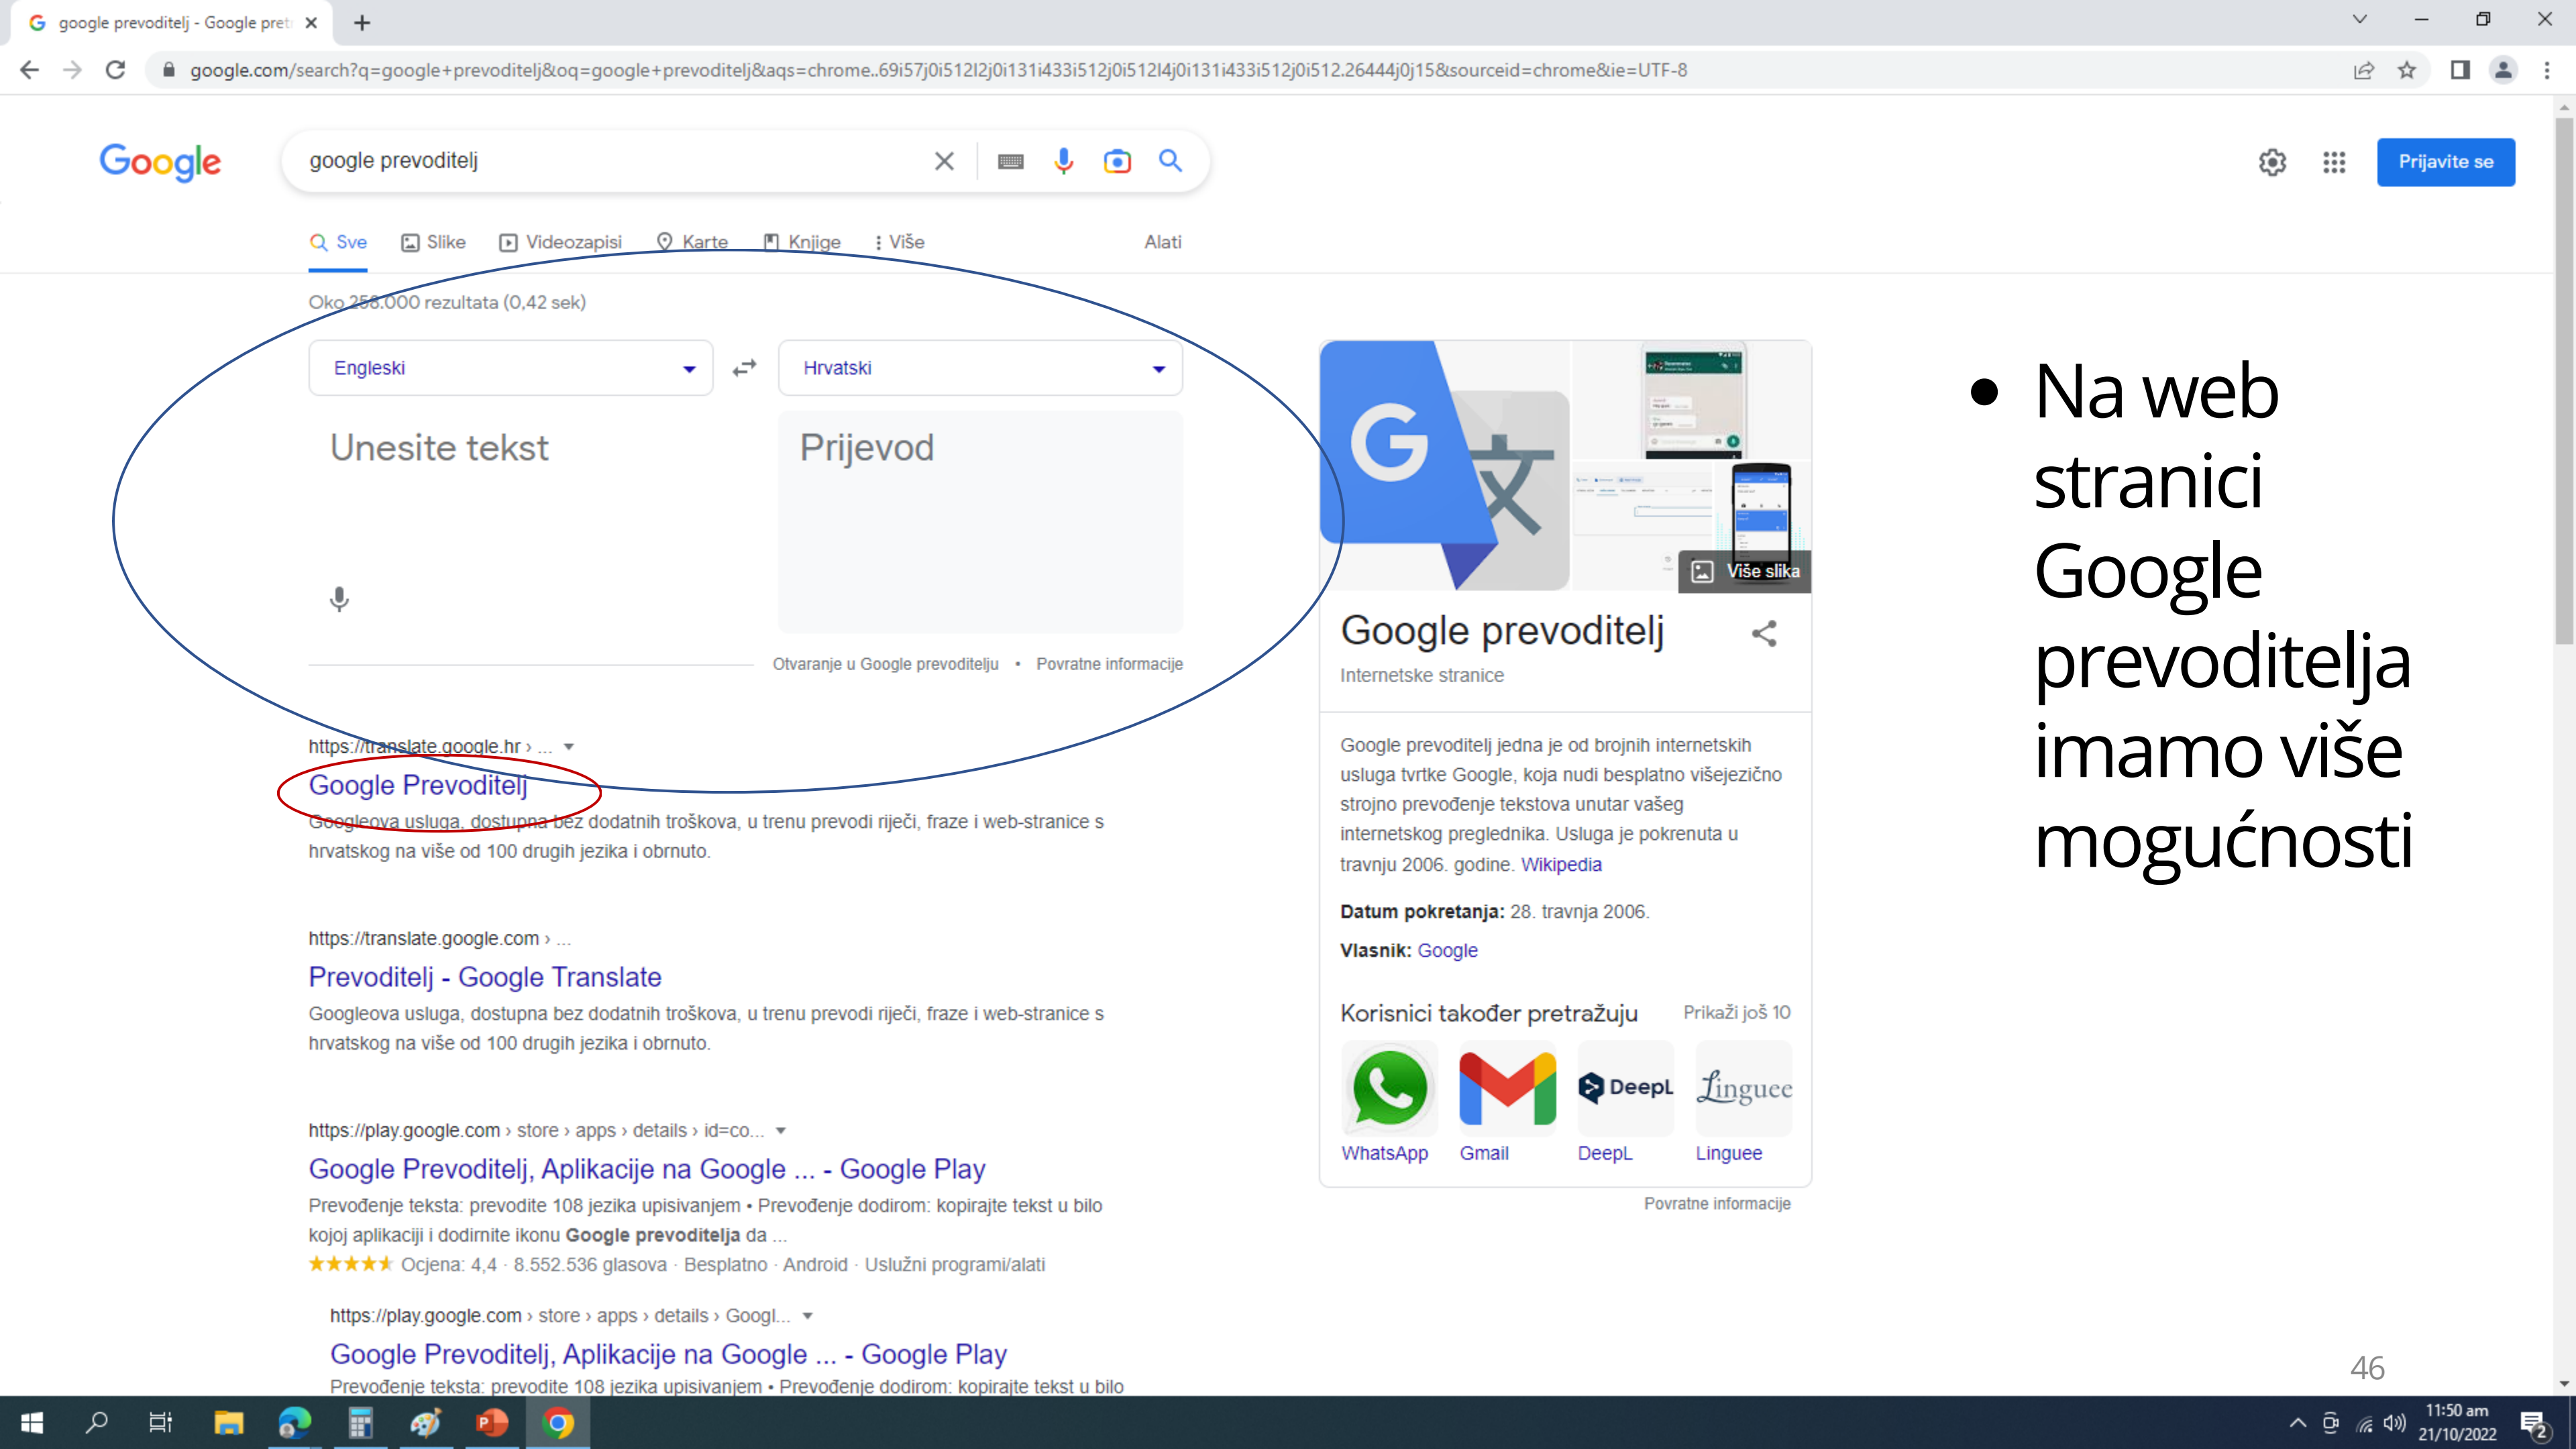 google prevoditelj - Google pret
google.com/search?q=google+prevoditelj&oq=google+prevoditelj&aqs=chrome..69i57j0i512l2j0i131i433i512j0i512l4j0i131i433i512j0i512.26444j0j15&sourceid=chrome&ie=UTF-8
Google
google prevoditelj
Prijavite se
Sve Slike Videozapisi Karte Knjige Više Alati
Oko 258.000 rezultata (0,42 sek)
Engleski Hrvatski
Unesite tekst Prijevod
Otvaranje u Google prevoditelju • Povratne informacije
https://translate.google.hr › ...
Google Prevoditelj
Googleova usluga, dostupna bez dodatnih troškova, u trenu prevodi riječi, fraze i web-stranice s
hrvatskog na više od 100 drugih jezika i obrnuto.
https://translate.google.com › ...
Prevoditelj - Google Translate
Googleova usluga, dostupna bez dodatnih troškova, u trenu prevodi riječi, fraze i web-stranice s
hrvatskog na više od 100 drugih jezika i obrnuto.
https://play.google.com › store › apps › details › id=co...
Google Prevoditelj, Aplikacije na Google ... - Google Play
Prevođenje teksta: prevodite 108 jezika upisivanjem • Prevođenje dodirom: kopirajte tekst u bilo
kojoj aplikaciji i dodirnite ikonu Google prevoditelja da ...
Ocjena: 4,4 · 8.552.536 glasova · Besplatno · Android · Uslužni programi/alati
https://play.google.com › store › apps › details › Googl...
Google Prevoditelj, Aplikacije na Google ... - Google Play
Prevođenje teksta: prevodite 108 jezika upisivanjem • Prevođenje dodirom: kopirajte tekst u bilo
G 文
Više slika
Google prevoditelj
Internetske stranice
Google prevoditelj jedna je od brojnih internetskih
usluga tvrtke Google, koja nudi besplatno višejezično
strojno prevođenje tekstova unutar vašeg
internetskog preglednika. Usluga je pokrenuta u
travnju 2006. godine. Wikipedia
Datum pokretanja: 28. travnja 2006.
Vlasnik: Google
Korisnici također pretražuju Prikaži još 10
DeepL Linguee
WhatsApp Gmail DeepL Linguee
Povratne informacije
• Na web
stranici
Google
prevoditelja
imamo više
mogućnosti
46
11:50 am
21/10/2022
2